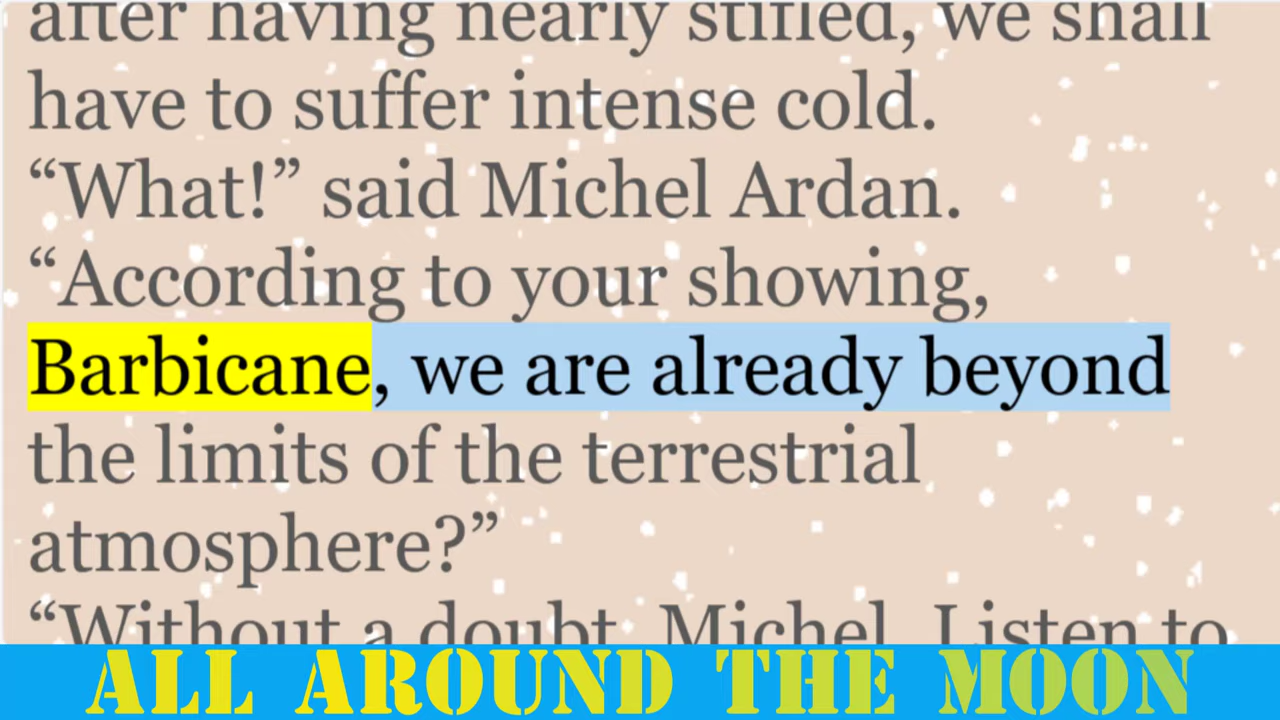 after having nearly stifled, we shall
have to suffer intense cold.
“What!” said Michel Ardan.
“According to your showing,
Barbicane, we are already beyond
the limits of the terrestrial
atmosphere?”
“Without a doubt, Michel. Listen to
ALL AROUND THE MOON